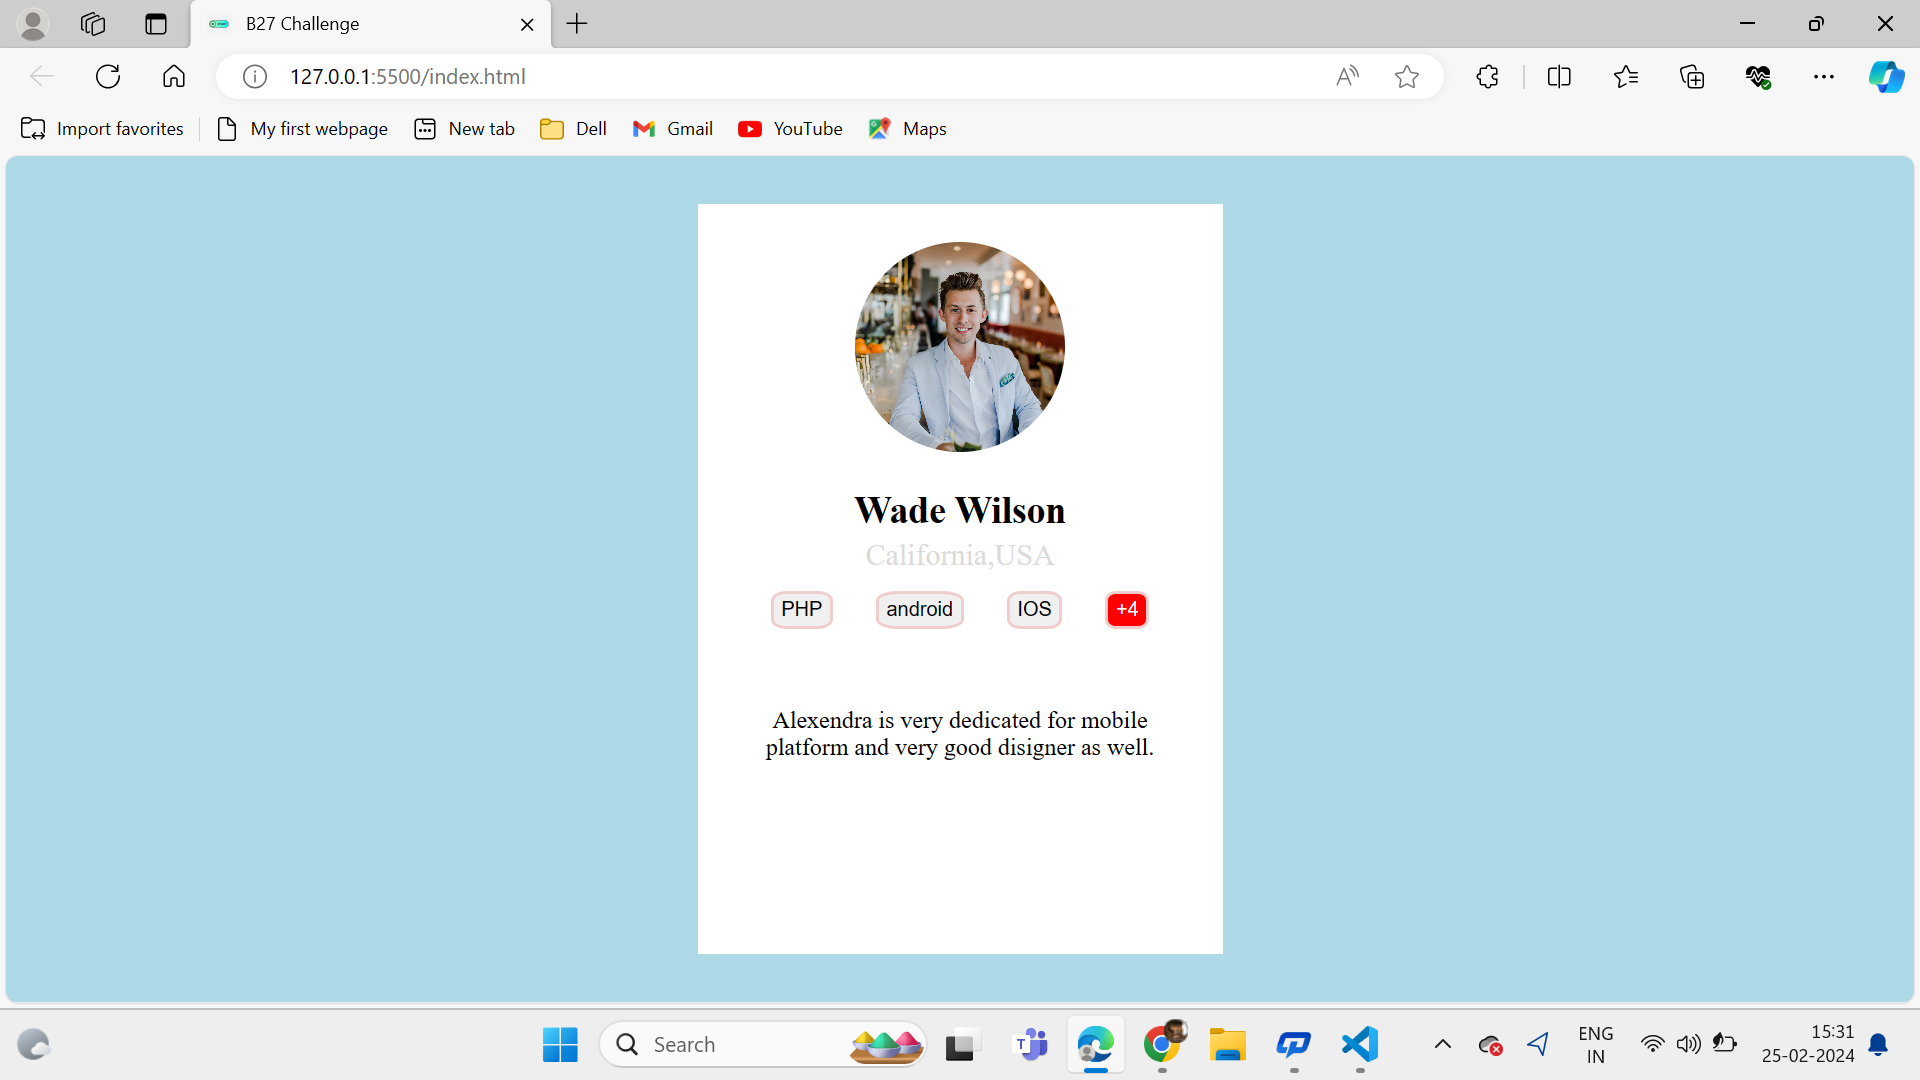 B27 Challenge
127.0.0.1:5500/index.html
Import favorites My first webpage New tab Dell Gmail YouTube Maps
Wade Wilson
California,USA
PHP android IOS +4
Alexendra is very dedicated for mobile
platform and very good disigner as well.
Search
ENG
IN
15:31
25-02-2024